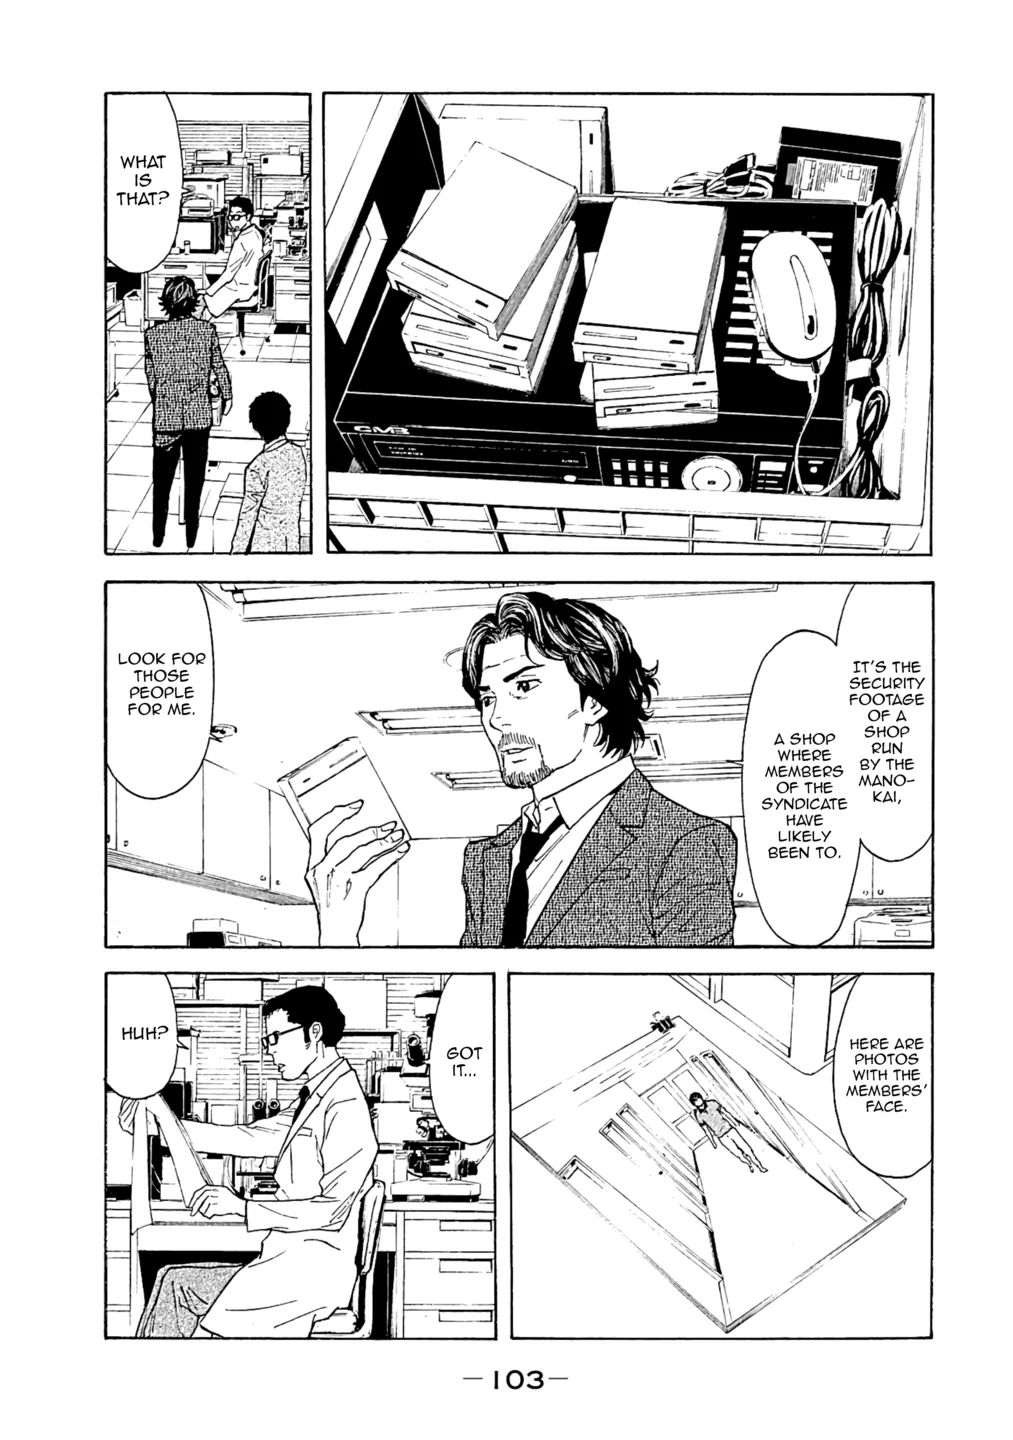 GMB
WHAT
IS
THAT?
IT'S THE
SECURITY
FOOTAGE
OF A
SHOP
RUN
BY THE
MANO-
KAI,
A SHOP
WHERE
MEMBERS
OF THE
SYNDICATE
HAVE
LIKELY
BEEN TO.
LOOK FOR
THOSE
PEOPLE
FOR ME.
HERE ARE
PHOTOS
WITH THE
MEMBERS'
FACE.
GOT
IT...
HUH?
— 103 —